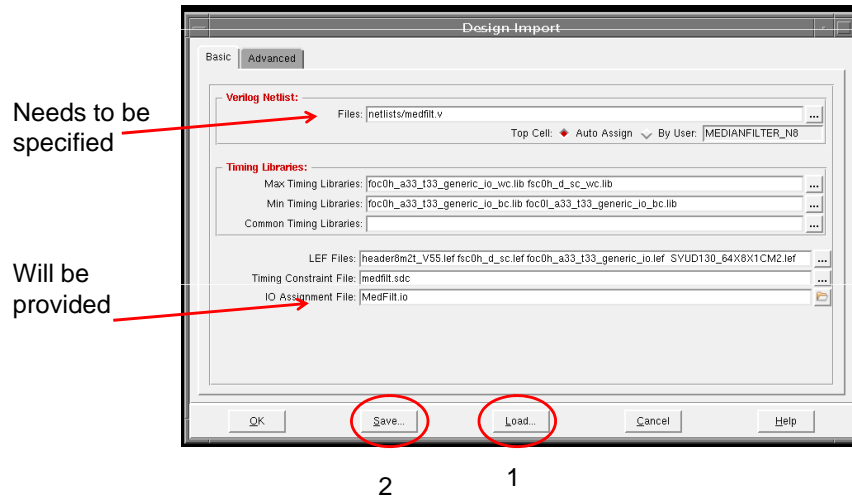 Design Import
Basic Advanced
Verilog Netlist:
Needs to be
specified
Files: netlists/medfilt.v ...
Top Cell: Auto Assign By User: MEDIANFILTER_N8
Timing Libraries:
Max Timing Libraries: foc0h_a33_t33_generic_io_wc.lib fsc0h_d_sc_wc.lib ...
Min Timing Libraries: foc0h_a33_t33_generic_io_bc.lib foc0l_a33_t33_generic_io_bc.lib ...
Common Timing Libraries: ...
LEF Files: header8m2t_V55.lef fsc0h_d_sc.lef foc0h_a33_t33_generic_io.lef SYUD130_64X8X1CM2.lef ...
Will be
provided
Timing Constraint File: medfilt.sdc ...
IO Assignment File: MedFilt.io
OK Save... Load... Cancel Help
2 1